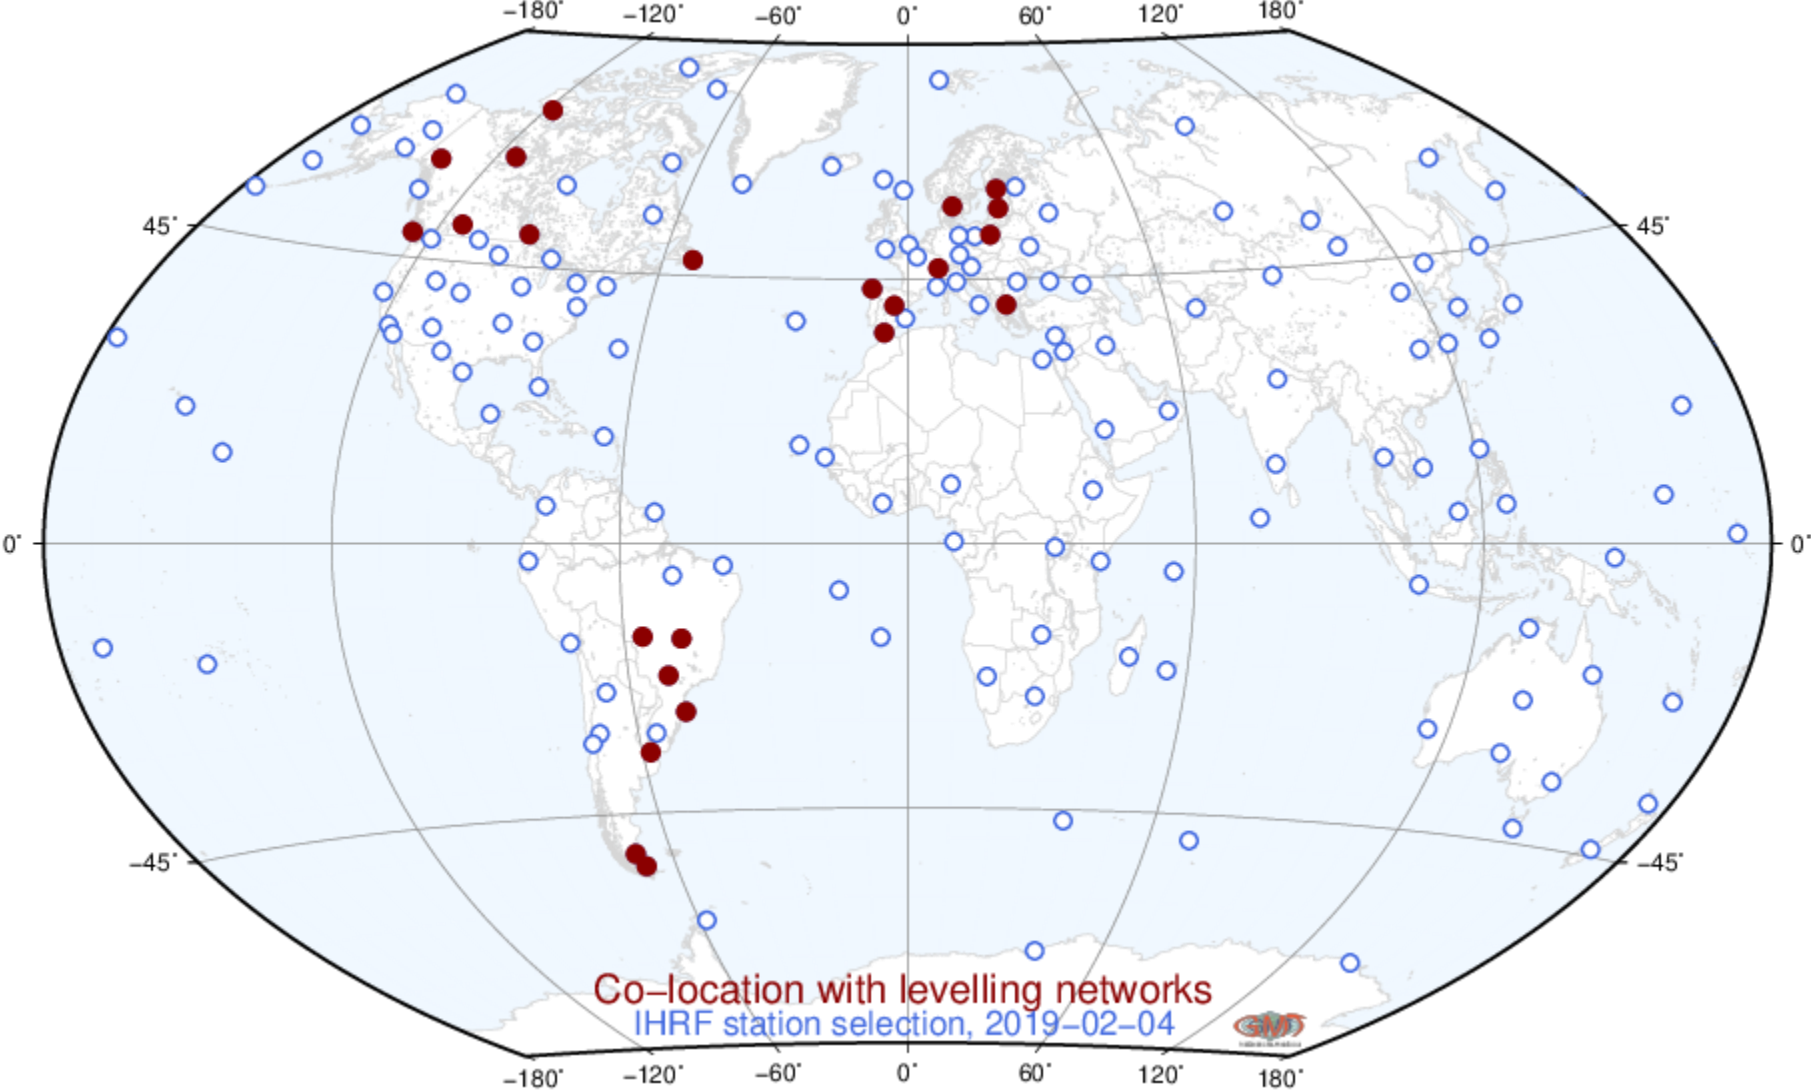 −180° −120° −60° 0° 60° 120° 180°
45° 45°
0° 0°
−45° −45°
Co−location with levelling networks
IHRF station selection, 2019−02−04
GMT
−180° −120° −60° 0° 60° 120° 180°